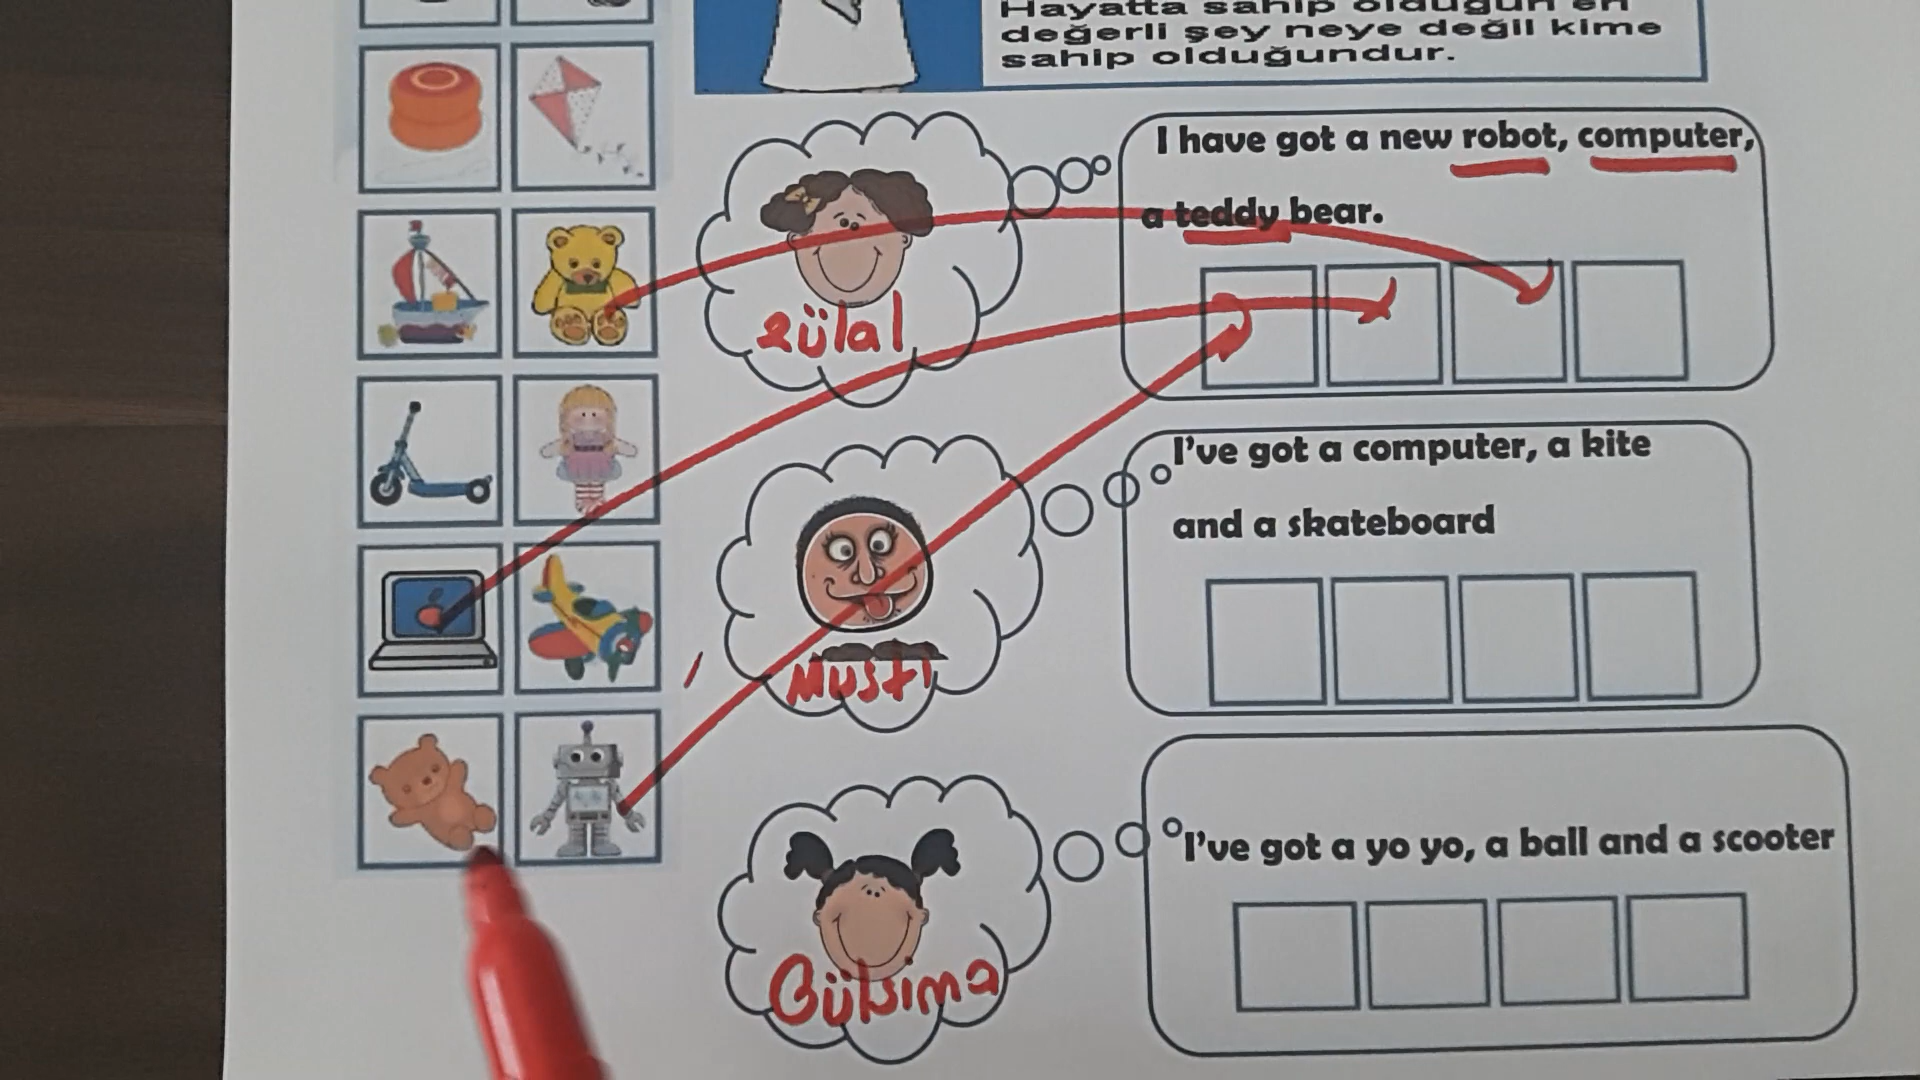 Hayatta sahip olduğun en
değerli şey neye değil kime
sahip olduğundur.
I have got a new robot, computer,
a teddy bear.
zülal
I've got a computer, a kite
and a skateboard
Musti
I've got a yo yo, a ball and a scooter
Gülsima